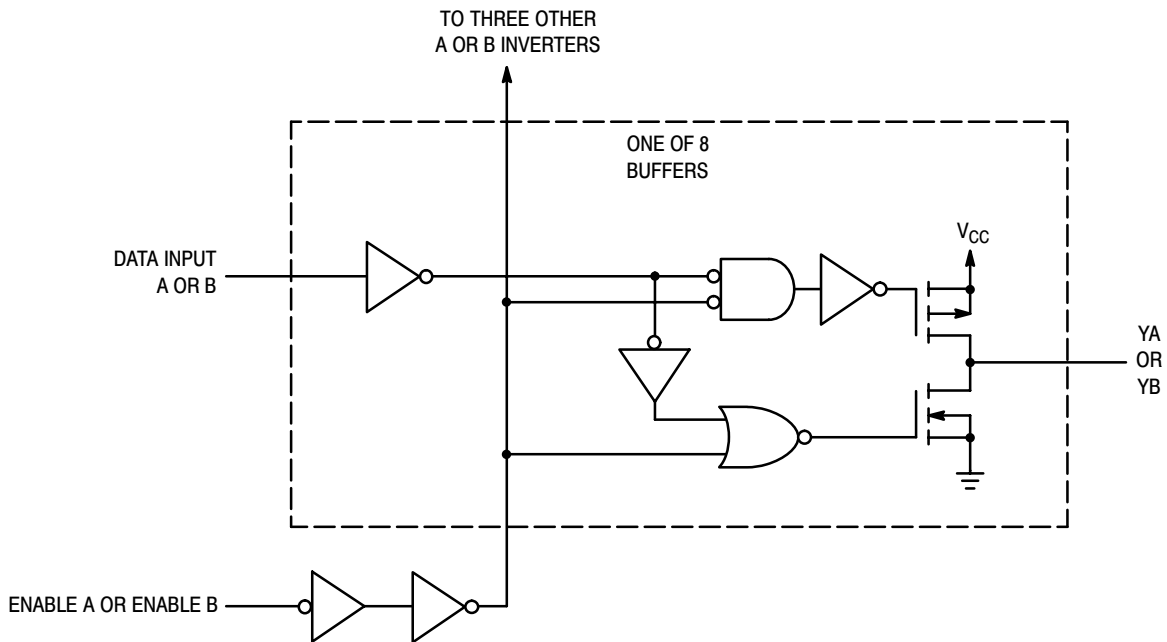 TO THREE OTHER
A OR B INVERTERS
ONE OF 8
BUFFERS
DATA INPUT
A OR B
VCC
YA
OR
YB
ENABLE A OR ENABLE B